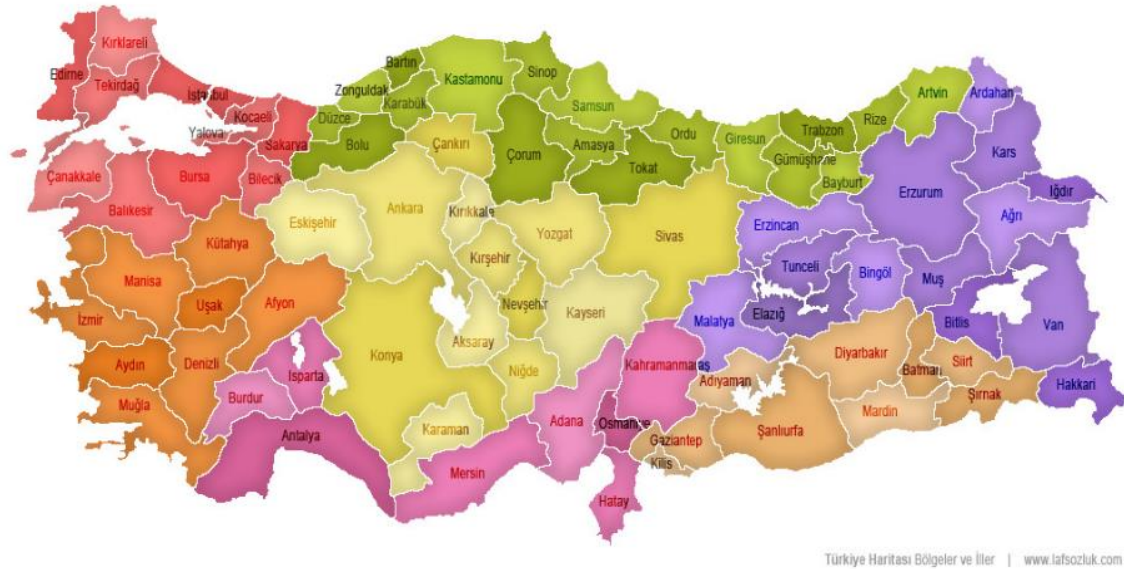 Kırklareli
Edirne
Tekirdağ
İstanbul
Kocaeli
Yalova
Sakarya
Çanakkale
Bursa
Bilecik
Balıkesir
Bartın
Zonguldak
Karabük
Kastamonu
Sinop
Düzce
Bolu
Çankırı
Çorum
Samsun
Amasya
Tokat
Ordu
Giresun
Trabzon
Gümüşhane
Bayburt
Rize
Artvin
Ardahan
Kars
Iğdır
Erzurum
Ağrı
Eskişehir
Ankara
Kırıkkale
Yozgat
Sivas
Erzincan
Tunceli
Bingöl
Muş
Kütahya
Manisa
Uşak
Afyon
İzmir
Kırşehir
Nevşehir
Kayseri
Malatya
Elazığ
Bitlis
Van
Aydın
Denizli
Isparta
Konya
Aksaray
Niğde
Kahramanmaraş
Adıyaman
Diyarbakır
Batman
Siirt
Şırnak
Hakkari
Muğla
Burdur
Antalya
Karaman
Mersin
Adana
Osmaniye
Gaziantep
Kilis
Şanlıurfa
Mardin
Hatay
Türkiye Haritası Bölgeler ve İller | www.lafsozluk.com